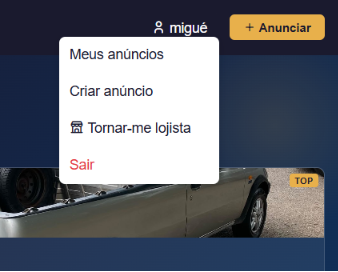 migué
+ Anunciar
Meus anúncios
Criar anúncio
Tornar-me lojista
Sair
TOP